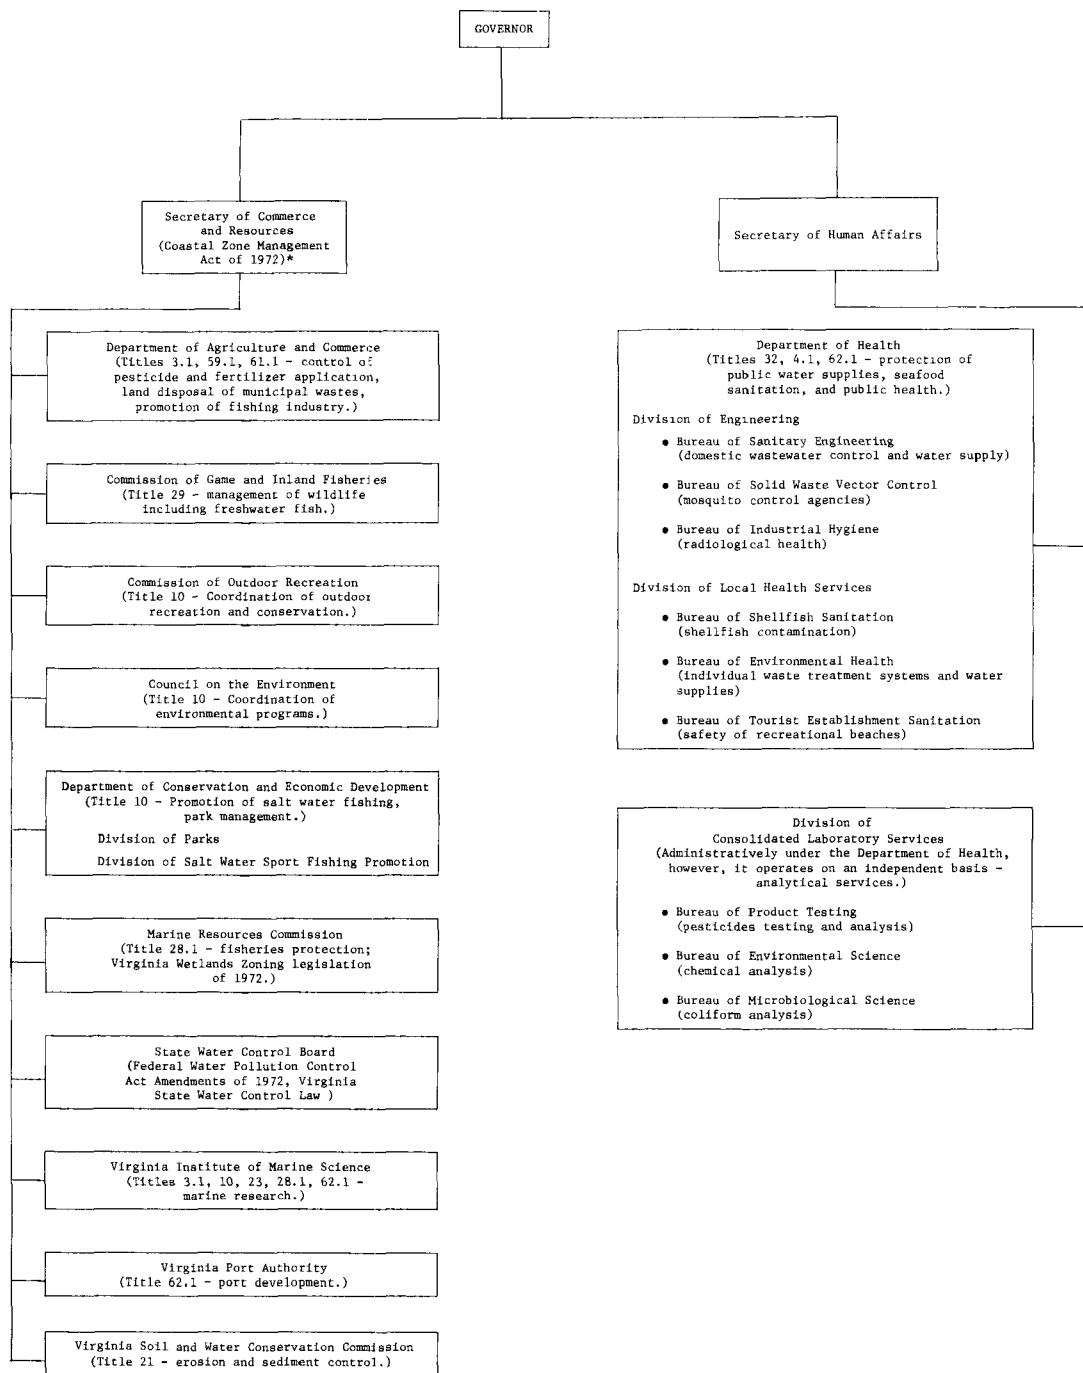 GOVERNOR
Secretary of Commerce
and Resources
(Coastal Zone Management
Act of 1972)*
Secretary of Human Affairs
Department of Agriculture and Commerce
(Titles 3.1, 59.1, 61.1 - control of
pesticide and fertilizer application,
land disposal of municipal wastes,
promotion of fishing industry.)
Commission of Game and Inland Fisheries
(Title 29 - management of wildlife
including freshwater fish.)
Commission of Outdoor Recreation
(Title 10 - Coordination of outdoor
recreation and conservation.)
Council on the Environment
(Title 10 - Coordination of
environmental programs.)
Department of Conservation and Economic Development
(Title 10 - Promotion of salt water fishing,
park management.)
Division of Parks
Division of Salt Water Sport Fishing Promotion
Marine Resources Commission
(Title 28.1 - fisheries protection;
Virginia Wetlands Zoning legislation
of 1972.)
State Water Control Board
(Federal Water Pollution Control
Act Amendments of 1972, Virginia
State Water Control Law )
Virginia Institute of Marine Science
(Titles 3.1, 10, 23, 28.1, 62.1 -
marine research.)
Virginia Port Authority
(Title 62.1 - port development.)
Virginia Soil and Water Conservation Commission
(Title 21 - erosion and sediment control.)
Department of Health
(Titles 32, 4.1, 62.1 - protection of
public water supplies, seafood
sanitation, and public health.)
Division of Engineering
• Bureau of Sanitary Engineering
(domestic wastewater control and water supply)
• Bureau of Solid Waste Vector Control
(mosquito control agencies)
• Bureau of Industrial Hygiene
(radiological health)
Division of Local Health Services
• Bureau of Shellfish Sanitation
(shellfish contamination)
• Bureau of Environmental Health
(individual waste treatment systems and water
supplies)
• Bureau of Tourist Establishment Sanitation
(safety of recreational beaches)
Division of
Consolidated Laboratory Services
(Administratively under the Department of Health,
however, it operates on an independent basis -
analytical services.)
• Bureau of Product Testing
(pesticides testing and analysis)
• Bureau of Environmental Science
(chemical analysis)
• Bureau of Microbiological Science
(coliform analysis)